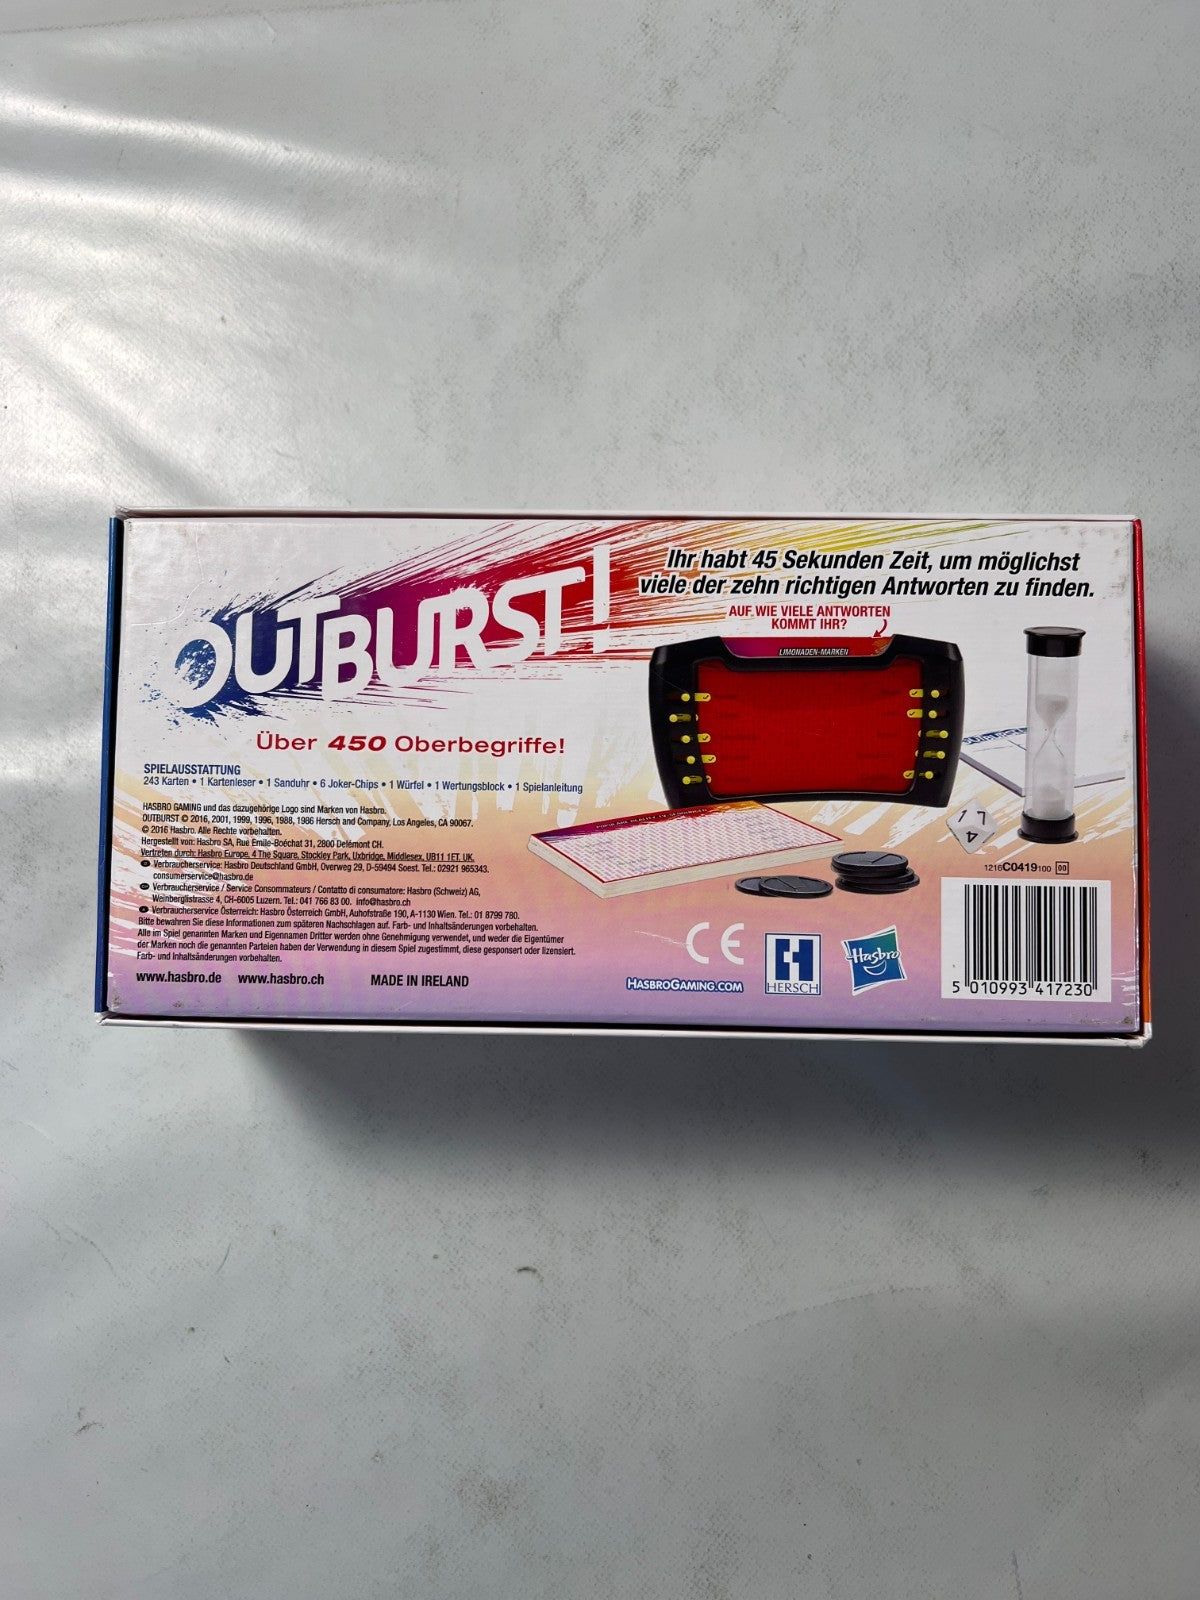 OUTBURST!
Ihr habt 45 Sekunden Zeit, um möglichst
viele der zehn richtigen Antworten zu finden.
AUF WIE VIELE ANTWORTEN
KOMMT IHR?
LIMONADEN-MARKEN
Über 450 Oberbegriffe!
SPIELAUSSTATTUNG
243 Karten • 1 Kartenleser • 1 Sanduhr • 6 Joker-Chips • 1 Würfel • 1 Wertungsblock • 1 Spielanleitung
HASBRO GAMING und das dazugehörige Logo sind Marken von Hasbro.
OUTBURST © 2016, 2001, 1999, 1996, 1988, 1986 Hersch and Company, Los Angeles, CA 90067.
© 2016 Hasbro. Alle Rechte vorbehalten.
Hergestellt von: Hasbro SA, Rue Emile-Boéchat 31, 2800 Delémont CH.
Vertreten durch: Hasbro Europe, 4 The Square, Stockley Park, Uxbridge, Middlesex, UB11 1ET. UK.
Verbraucherservice: Hasbro Deutschland GmbH, Overweg 29, D-59494 Soest. Tel.: 02921 965343.
consumerservice@hasbro.de
Verbraucherservice / Service Consommateurs / Contatto di consumatore: Hasbro (Schweiz) AG,
Weinberglistrasse 4, CH-6005 Luzern. Tel.: 041 766 83 00. info@hasbro.ch
Verbraucherservice Österreich: Hasbro Österreich GmbH, Auhofstraße 190, A-1130 Wien. Tel.: 01 8799 780.
Bitte bewahren Sie diese Informationen zum späteren Nachschlagen auf. Farb- und Inhaltsänderungen vorbehalten.
Alle im Spiel genannten Marken und Eigennamen Dritter werden ohne Genehmigung verwendet, und weder die Eigentümer
der Marken noch die genannten Parteien haben der Verwendung in diesem Spiel zugestimmt, diese gesponsert oder lizensiert.
Farb- und Inhaltsänderungen vorbehalten.
www.hasbro.de www.hasbro.ch MADE IN IRELAND
1 7
4
1216C0419100 00
CE
HASBROGAMING.COM
HERSCH
Hasbro
5 010993 417230